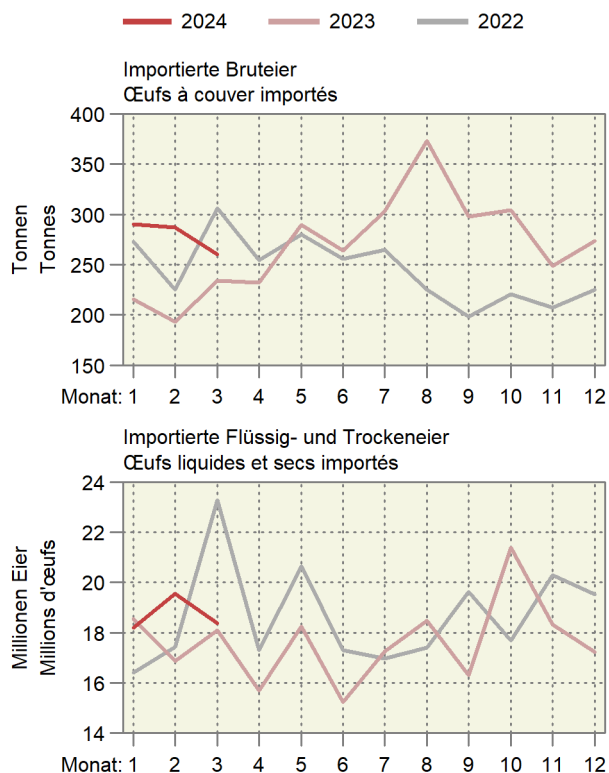 2024 2023 2022
Importierte Bruteier
Œufs à couver importés
400
350
300
250
200
150
Tonnen
Tonnes
Monat: 1 2 3 4 5 6 7 8 9 10 11 12
Importierte Flüssig- und Trockeneier
Œufs liquides et secs importés
24
22
20
18
16
14
Millionen Eier
Millions d'œufs
Monat: 1 2 3 4 5 6 7 8 9 10 11 12